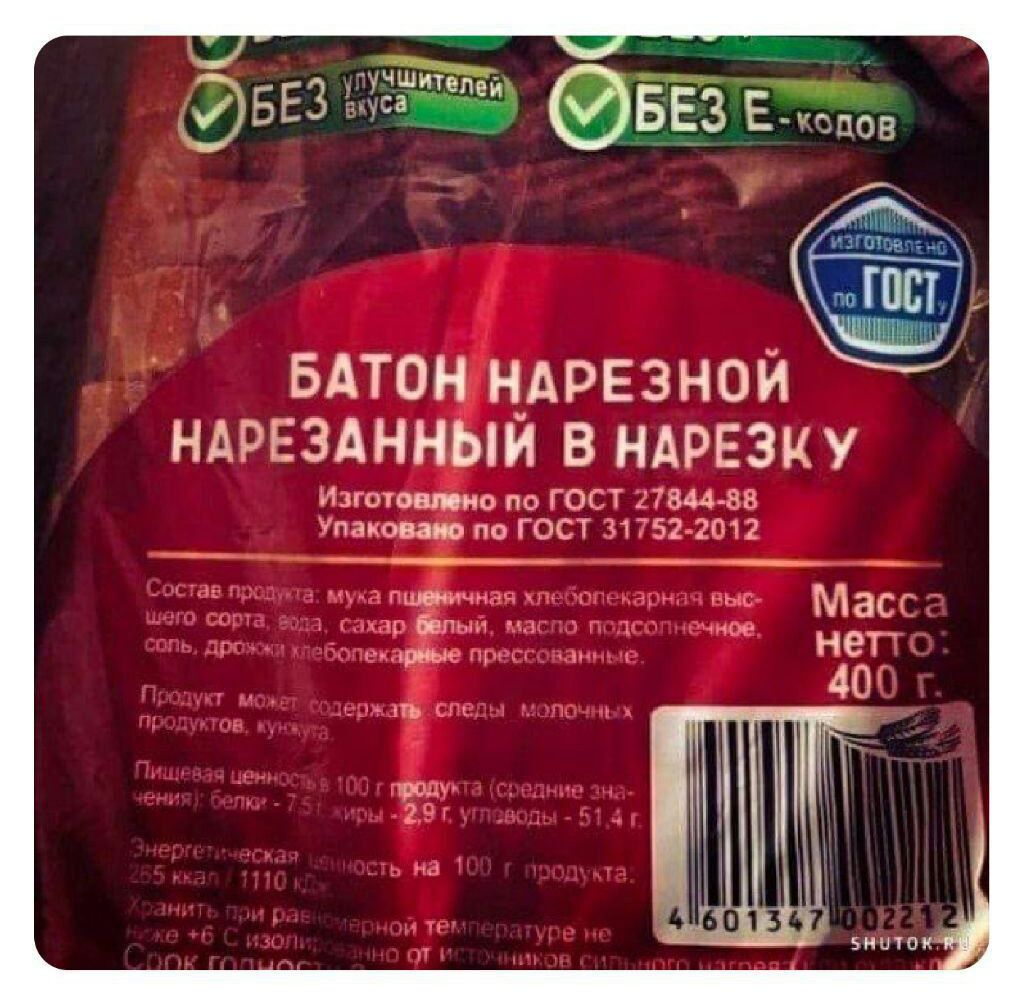 БЕЗ улучшителей вкуса
БЕЗ Е-кодов
ИЗГОТОВЛЕНО
по ГОСТу
БАТОН НАРЕЗНОЙ
НАРЕЗАННЫЙ В НАРЕЗКУ
Изготовлено по ГОСТ 27844-88
Упаковано по ГОСТ 31752-2012
Состав продукта: мука пшеничная хлебопекарная выс-
шего сорта, вода, сахар белый, масло подсолнечное,
соль, дрожжи хлебопекарные прессованные.
Масса
нетто:
400 г.
Продукт может содержать следы молочных
продуктов, кунжута.
Пищевая ценность в 100 г продукта (средние зна-
чения): белки - 7,5 г, жиры - 2,9 г, углеводы - 51,4 г.
Энергетическая ценность на 100 г продукта:
265 ккал / 1110 кДж
Хранить при равномерной температуре не
ниже +6 С изолированно от источников сильного нагрева или
Срок годности
4 601347 002212
SHUTOK.RU